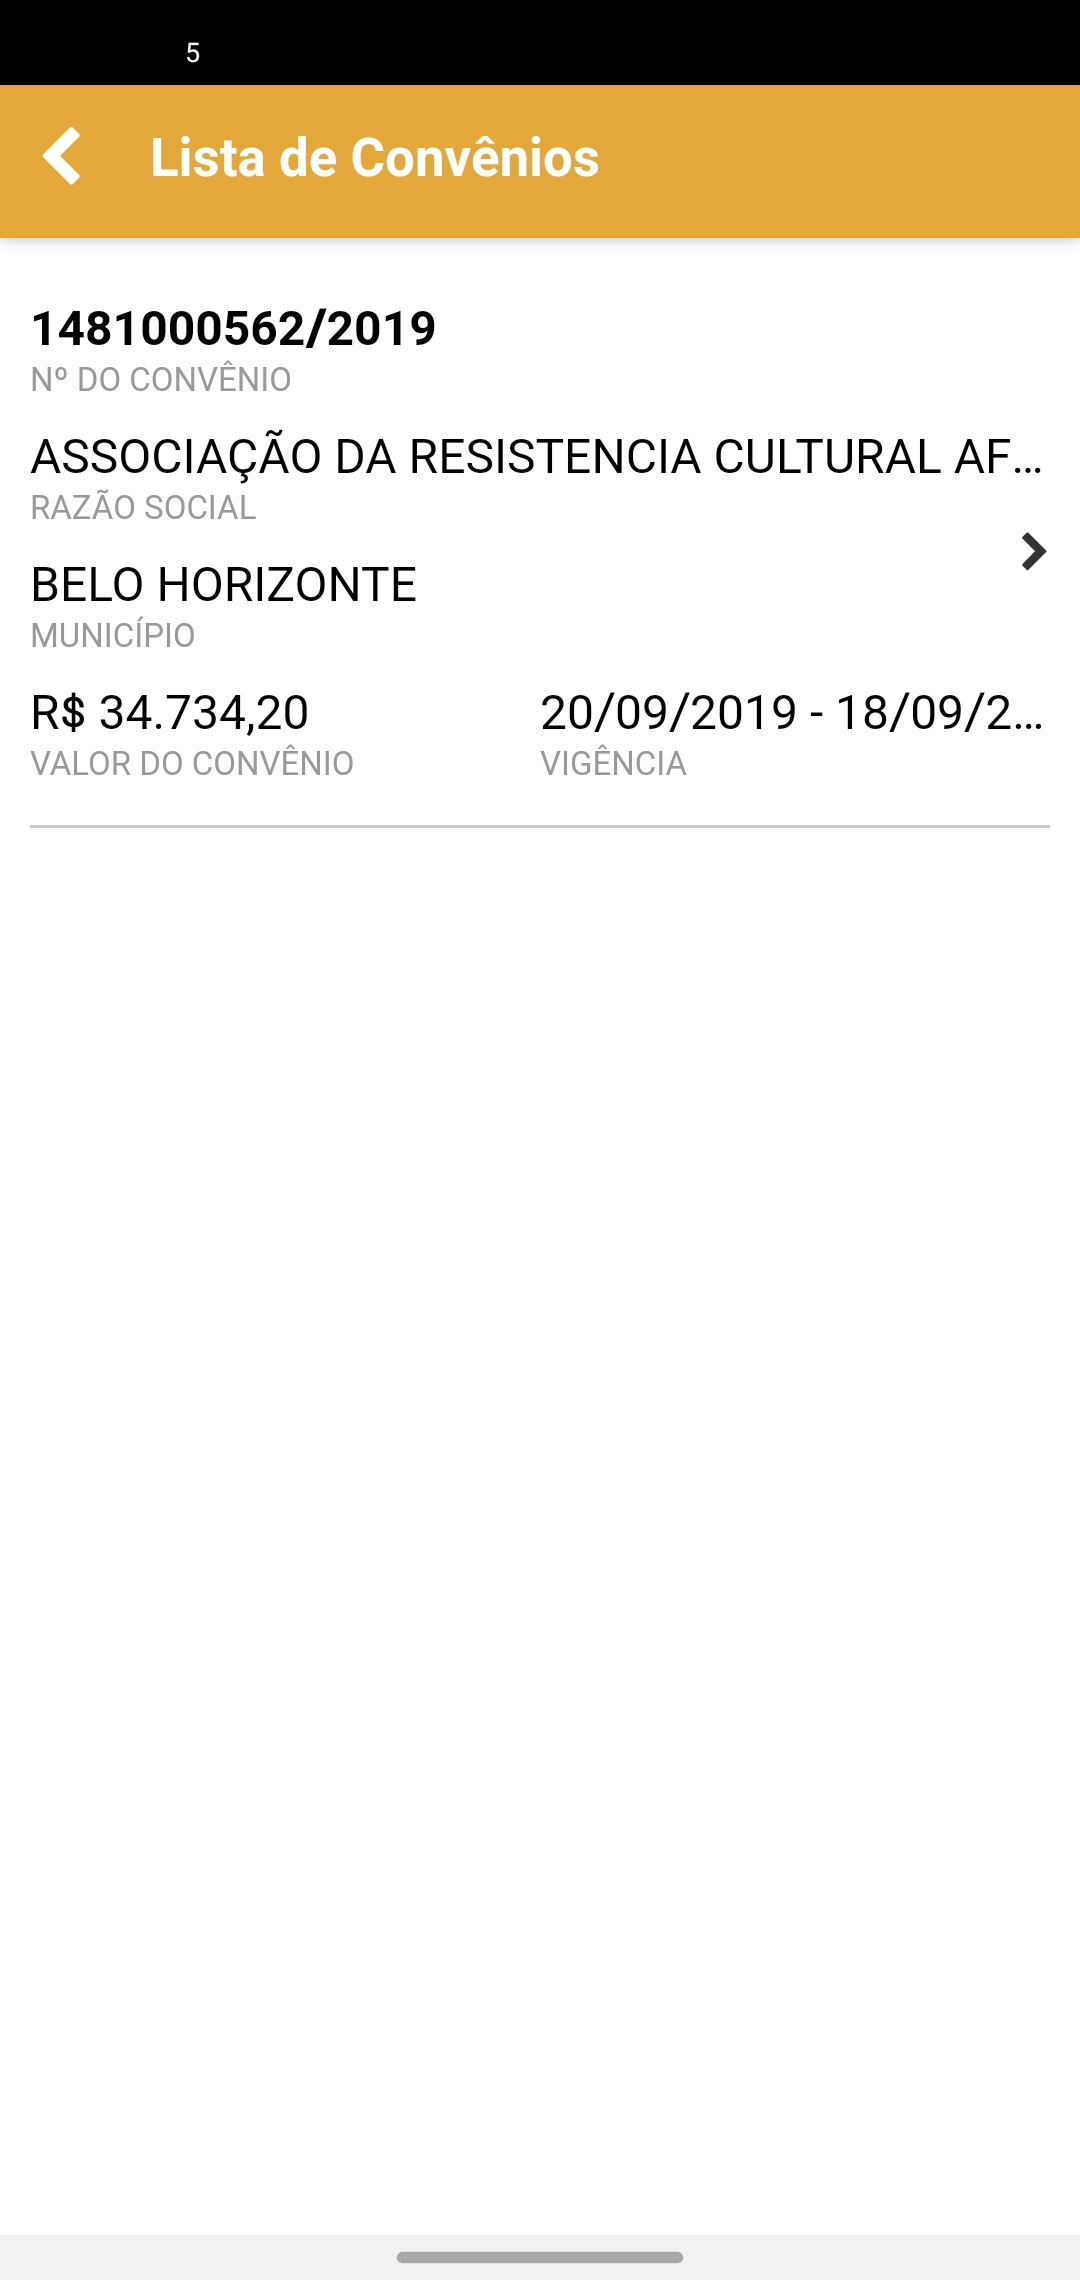 5
Lista de Convênios
1481000562/2019
Nº DO CONVÊNIO
ASSOCIAÇÃO DA RESISTENCIA CULTURAL AF...
RAZÃO SOCIAL
BELO HORIZONTE
MUNICÍPIO
R$ 34.734,20 20/09/2019 - 18/09/2...
VALOR DO CONVÊNIO VIGÊNCIA